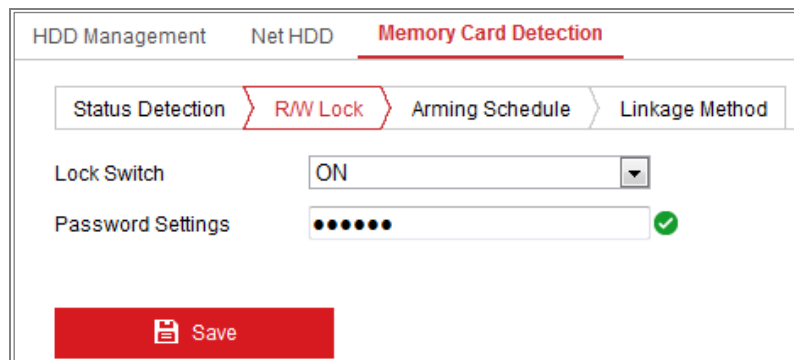 HDD Management Net HDD Memory Card Detection
Status Detection R/W Lock Arming Schedule Linkage Method
Lock Switch ON
Password Settings ●●●●●●
Save